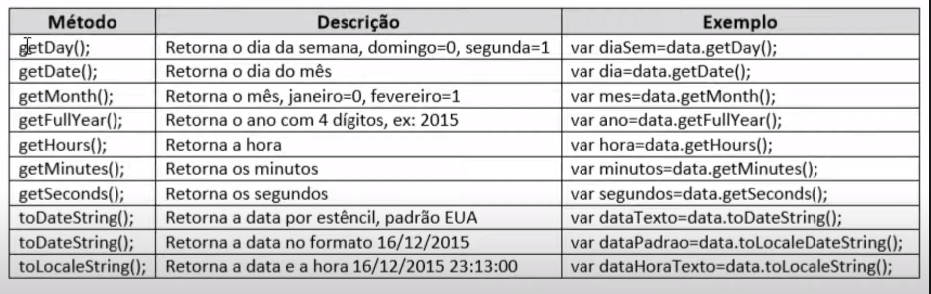 Método Descrição Exemplo
getDay(); Retorna o dia da semana, domingo=0, segunda=1 var diaSem=data.getDay();
getDate(); Retorna o dia do mês var dia=data.getDate();
getMonth(); Retorna o mês, janeiro=0, fevereiro=1 var mes=data.getMonth();
getFullYear(); Retorna o ano com 4 dígitos, ex: 2015 var ano=data.getFullYear();
getHours(); Retorna a hora var hora=data.getHours();
getMinutes(); Retorna os minutos var minutos=data.getMinutes();
getSeconds(); Retorna os segundos var segundos=data.getSeconds();
toDateString(); Retorna a data por estêncil, padrão EUA var dataTexto=data.toDateString();
toDateString(); Retorna a data no formato 16/12/2015 var dataPadrao=data.toLocaleDateString();
toLocaleString(); Retorna a data e a hora 16/12/2015 23:13:00 var dataHoraTexto=data.toLocaleString();